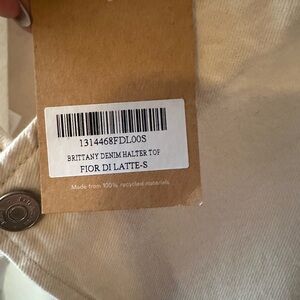 1314468FDL00S
BRITTANY DENIM HALTER TOP
FIOR DI LATTE-S
Made from 100% recycled materials